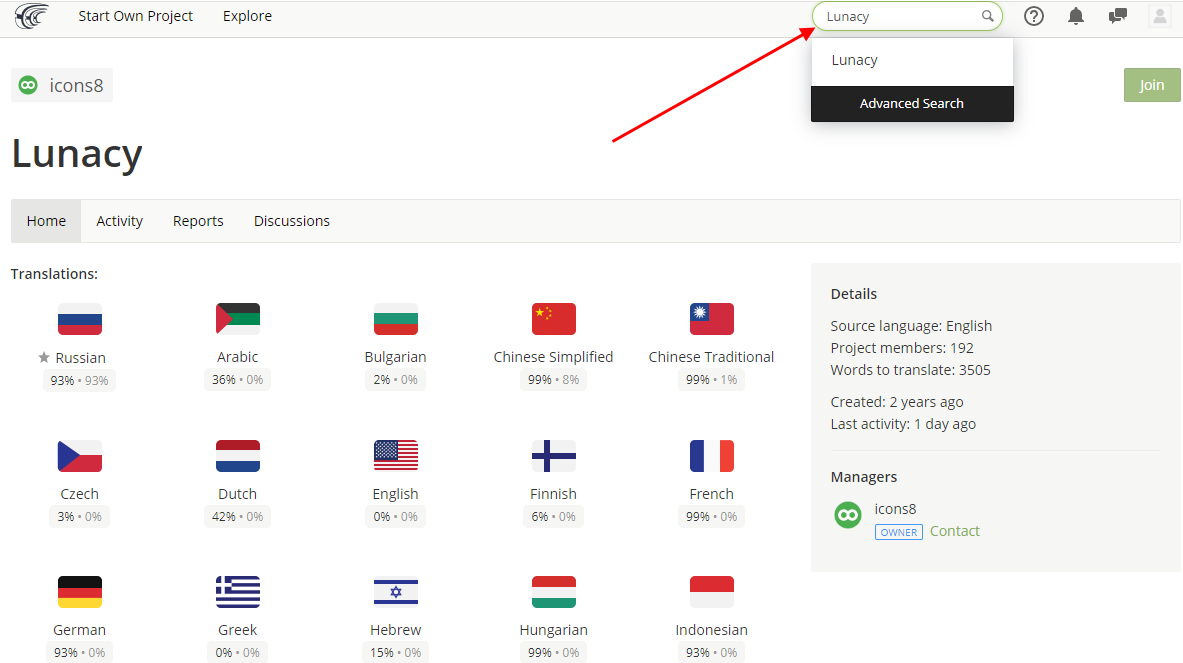 Start Own Project
Explore
Lunacy
Lunacy
Advanced Search
icons8
Join
Lunacy
Home
Activity
Reports
Discussions
Translations:
Russian
93% • 93%
Arabic
36% • 0%
Bulgarian
2% • 0%
Chinese Simplified
99% • 8%
Chinese Traditional
99% • 1%
Czech
3% • 0%
Dutch
42% • 0%
English
0% • 0%
Finnish
6% • 0%
French
99% • 0%
German
93% • 0%
Greek
0% • 0%
Hebrew
15% • 0%
Hungarian
99% • 0%
Indonesian
93% • 0%
Details
Source language: English
Project members: 192
Words to translate: 3505
Created: 2 years ago
Last activity: 1 day ago
Managers
icons8
OWNER Contact